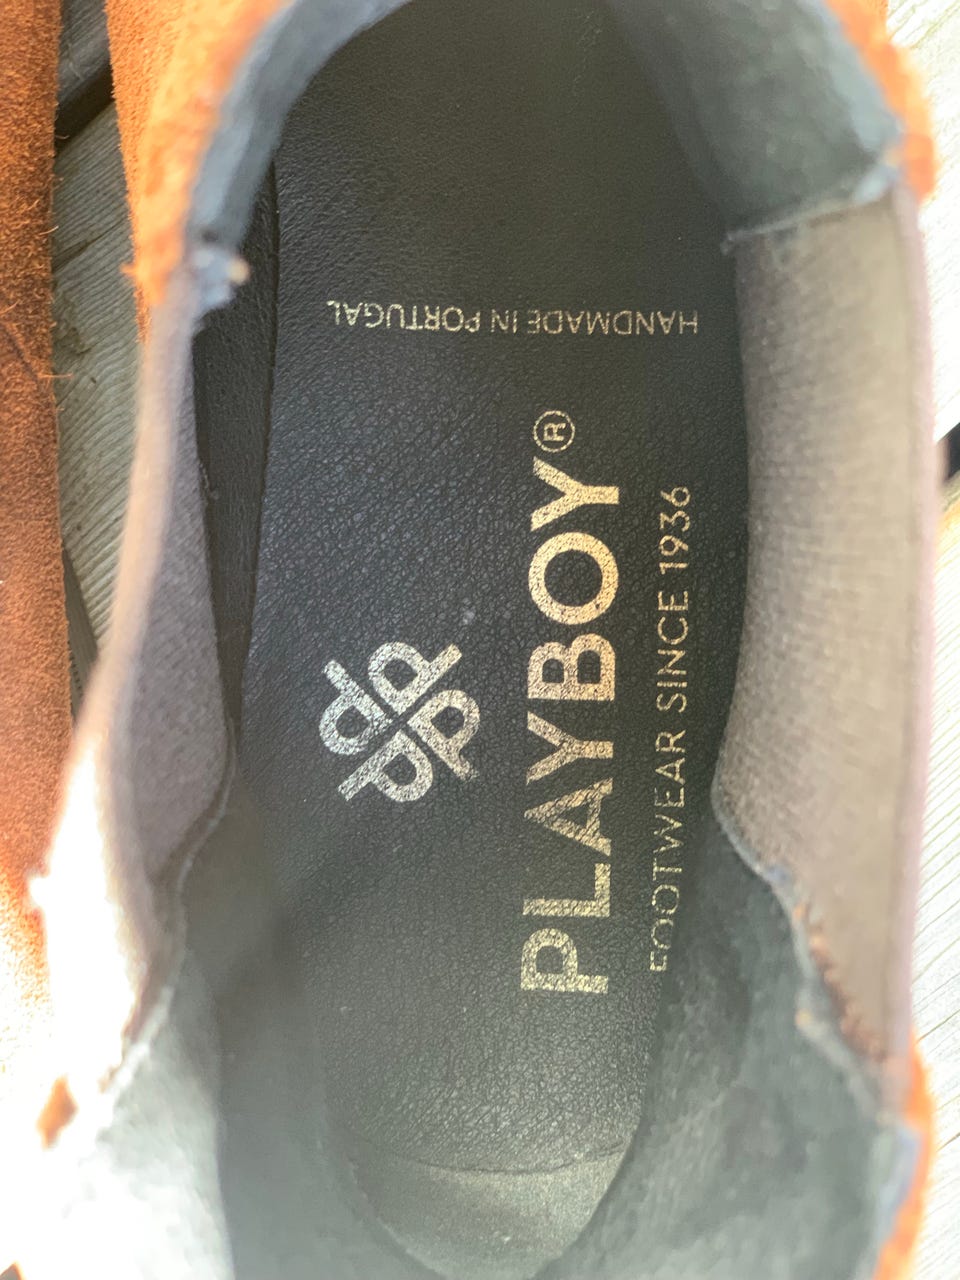 HANDMADE IN PORTUGAL
PLAYBOY®
FOOTWEAR SINCE 1936